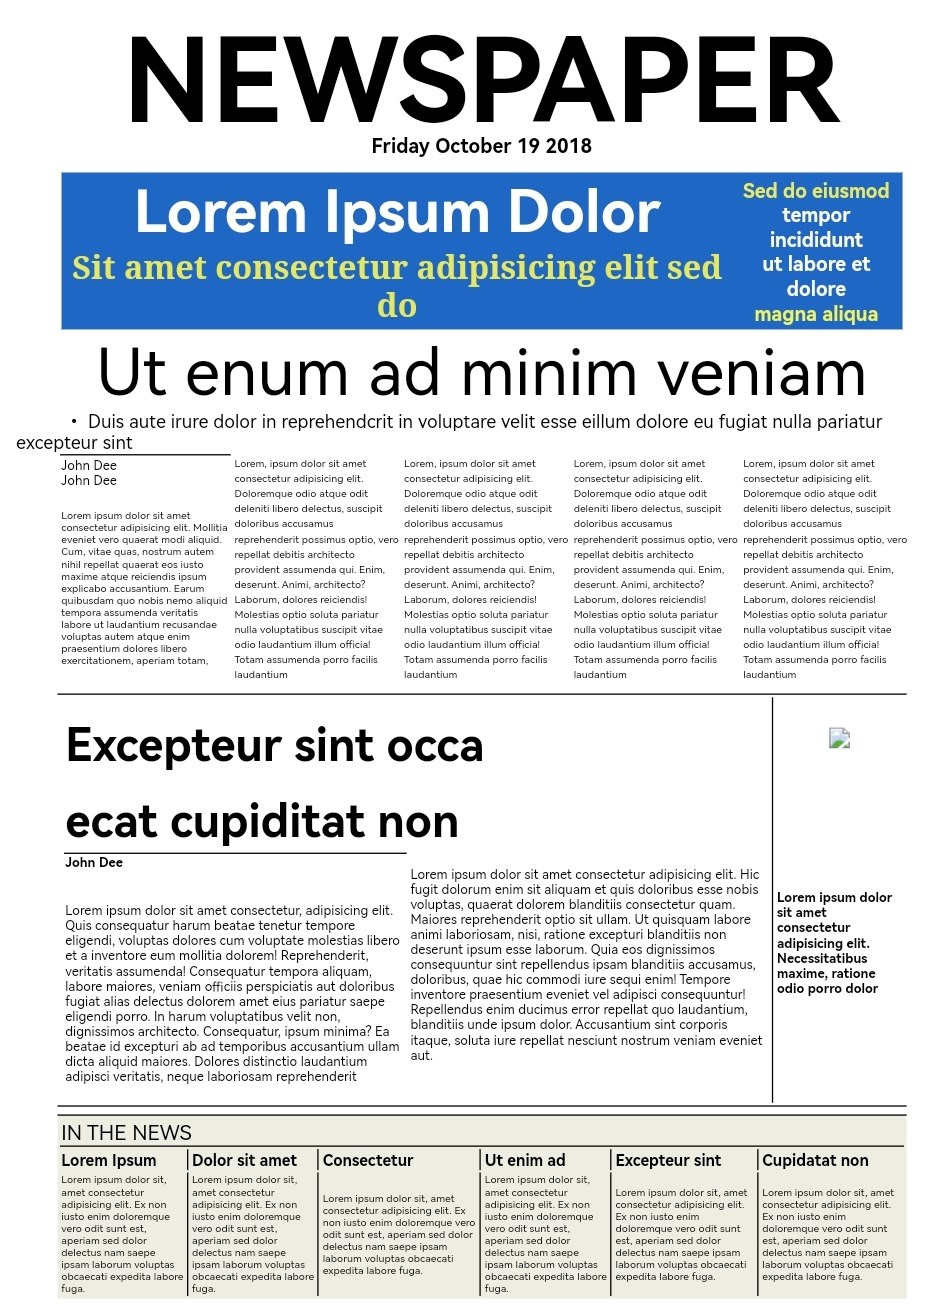 NEWSPAPER
Friday October 19 2018
Lorem Ipsum Dolor
Sit amet consectetur adipisicing elit sed
do
Sed do eiusmod
tempor
incididunt
ut labore et
dolore
magna aliqua
Ut enum ad minim veniam
• Duis aute irure dolor in reprehendcrit in voluptare velit esse eillum dolore eu fugiat nulla pariatur
excepteur sint
John Dee
John Dee
Lorem ipsum dolor sit amet
consectetur adipisicing elit. Mollitia
eveniet vero quaerat modi aliquid.
Cum, vitae quas, nostrum autem
nihil repellat quaerat eos iusto
maxime atque reiciendis ipsum
explicabo accusantium. Earum
quibusdam quo nobis nemo aliquid
tempora assumenda veritatis
labore ut laudantium recusandae
voluptas autem atque enim
praesentium dolores libero
exercitationem, aperiam totam,
Lorem, ipsum dolor sit amet
consectetur adipisicing elit.
Doloremque odio atque odit
deleniti libero delectus, suscipit
doloribus accusamus
reprehenderit possimus optio, vero
repellat debitis architecto
provident assumenda qui. Enim,
deserunt. Animi, architecto?
Laborum, dolores reiciendis!
Molestias optio soluta pariatur
nulla voluptatibus suscipit vitae
odio laudantium illum officia!
Totam assumenda porro facilis
laudantium
Lorem, ipsum dolor sit amet
consectetur adipisicing elit.
Doloremque odio atque odit
deleniti libero delectus, suscipit
doloribus accusamus
reprehenderit possimus optio, vero
repellat debitis architecto
provident assumenda qui. Enim,
deserunt. Animi, architecto?
Laborum, dolores reiciendis!
Molestias optio soluta pariatur
nulla voluptatibus suscipit vitae
odio laudantium illum officia!
Totam assumenda porro facilis
laudantium
Lorem, ipsum dolor sit amet
consectetur adipisicing elit.
Doloremque odio atque odit
deleniti libero delectus, suscipit
doloribus accusamus
reprehenderit possimus optio, vero
repellat debitis architecto
provident assumenda qui. Enim,
deserunt. Animi, architecto?
Laborum, dolores reiciendis!
Molestias optio soluta pariatur
nulla voluptatibus suscipit vitae
odio laudantium illum officia!
Totam assumenda porro facilis
laudantium
Lorem, ipsum dolor sit amet
consectetur adipisicing elit.
Doloremque odio atque odit
deleniti libero delectus, suscipit
doloribus accusamus
reprehenderit possimus optio, vero
repellat debitis architecto
provident assumenda qui. Enim,
deserunt. Animi, architecto?
Laborum, dolores reiciendis!
Molestias optio soluta pariatur
nulla voluptatibus suscipit vitae
odio laudantium illum officia!
Totam assumenda porro facilis
laudantium
Excepteur sint occa
ecat cupiditat non
John Dee
Lorem ipsum dolor sit amet consectetur, adipisicing elit.
Quis consequatur harum beatae tenetur tempore
eligendi, voluptas dolores cum voluptate molestias libero
et a inventore eum mollitia dolorem! Reprehenderit,
veritatis assumenda! Consequatur tempora aliquam,
labore maiores, veniam officiis perspiciatis aut doloribus
fugiat alias delectus dolorem amet eius pariatur saepe
eligendi porro. In harum voluptatibus velit non,
dignissimos architecto. Consequatur, ipsum minima? Ea
beatae id excepturi ab ad temporibus accusantium ullam
dicta aliquid maiores. Dolores distinctio laudantium
adipisci veritatis, neque laboriosam reprehenderit
Lorem ipsum dolor sit amet consectetur adipisicing elit. Hic
fugit dolorum enim sit aliquam et quis doloribus esse nobis
voluptas, quaerat dolorem blanditiis consectetur quam.
Maiores reprehenderit optio sit ullam. Ut quisquam labore
animi laboriosam, nisi, ratione excepturi blanditiis non
deserunt ipsum esse laborum. Quia eos dignissimos
consequuntur sint repellendus ipsam blanditiis accusamus,
doloribus, quae hic commodi iure sequi enim! Tempore
inventore praesentium eveniet vel adipisci consequuntur!
Repellendus enim ducimus error repellat quo laudantium,
blanditiis unde ipsum dolor. Accusantium sint corporis
itaque, soluta iure repellat nesciunt nostrum veniam eveniet
aut.
Lorem ipsum dolor
sit amet
consectetur
adipisicing elit.
Necessitatibus
maxime, ratione
odio porro dolor
IN THE NEWS
Lorem Ipsum
Lorem ipsum dolor sit,
amet consectetur
adipisicing elit. Ex non
iusto enim doloremque
vero odit sunt est,
aperiam sed dolor
delectus nam saepe
ipsam laborum voluptas
obcaecati expedita labore
fuga.
Dolor sit amet
Lorem ipsum dolor sit,
amet consectetur
adipisicing elit. Ex non
iusto enim doloremque
vero odit sunt est,
aperiam sed dolor
delectus nam saepe
ipsam laborum voluptas
obcaecati expedita labore
fuga.
Consectetur
Lorem ipsum dolor sit, amet
consectetur adipisicing elit. Ex
non iusto enim doloremque vero
odit sunt est, aperiam sed dolor
delectus nam saepe ipsam
laborum voluptas obcaecati
expedita labore fuga.
Ut enim ad
Lorem ipsum dolor sit,
amet consectetur
adipisicing elit. Ex non
iusto enim doloremque
vero odit sunt est,
aperiam sed dolor
delectus nam saepe
ipsam laborum voluptas
obcaecati expedita labore
fuga.
Excepteur sint
Lorem ipsum dolor sit, amet
consectetur adipisicing elit.
Ex non iusto enim
doloremque vero odit sunt
est, aperiam sed dolor
delectus nam saepe ipsam
laborum voluptas obcaecati
expedita labore fuga.
Cupidatat non
Lorem ipsum dolor sit, amet
consectetur adipisicing elit.
Ex non iusto enim
doloremque vero odit sunt
est, aperiam sed dolor
delectus nam saepe ipsam
laborum voluptas obcaecati
expedita labore fuga.